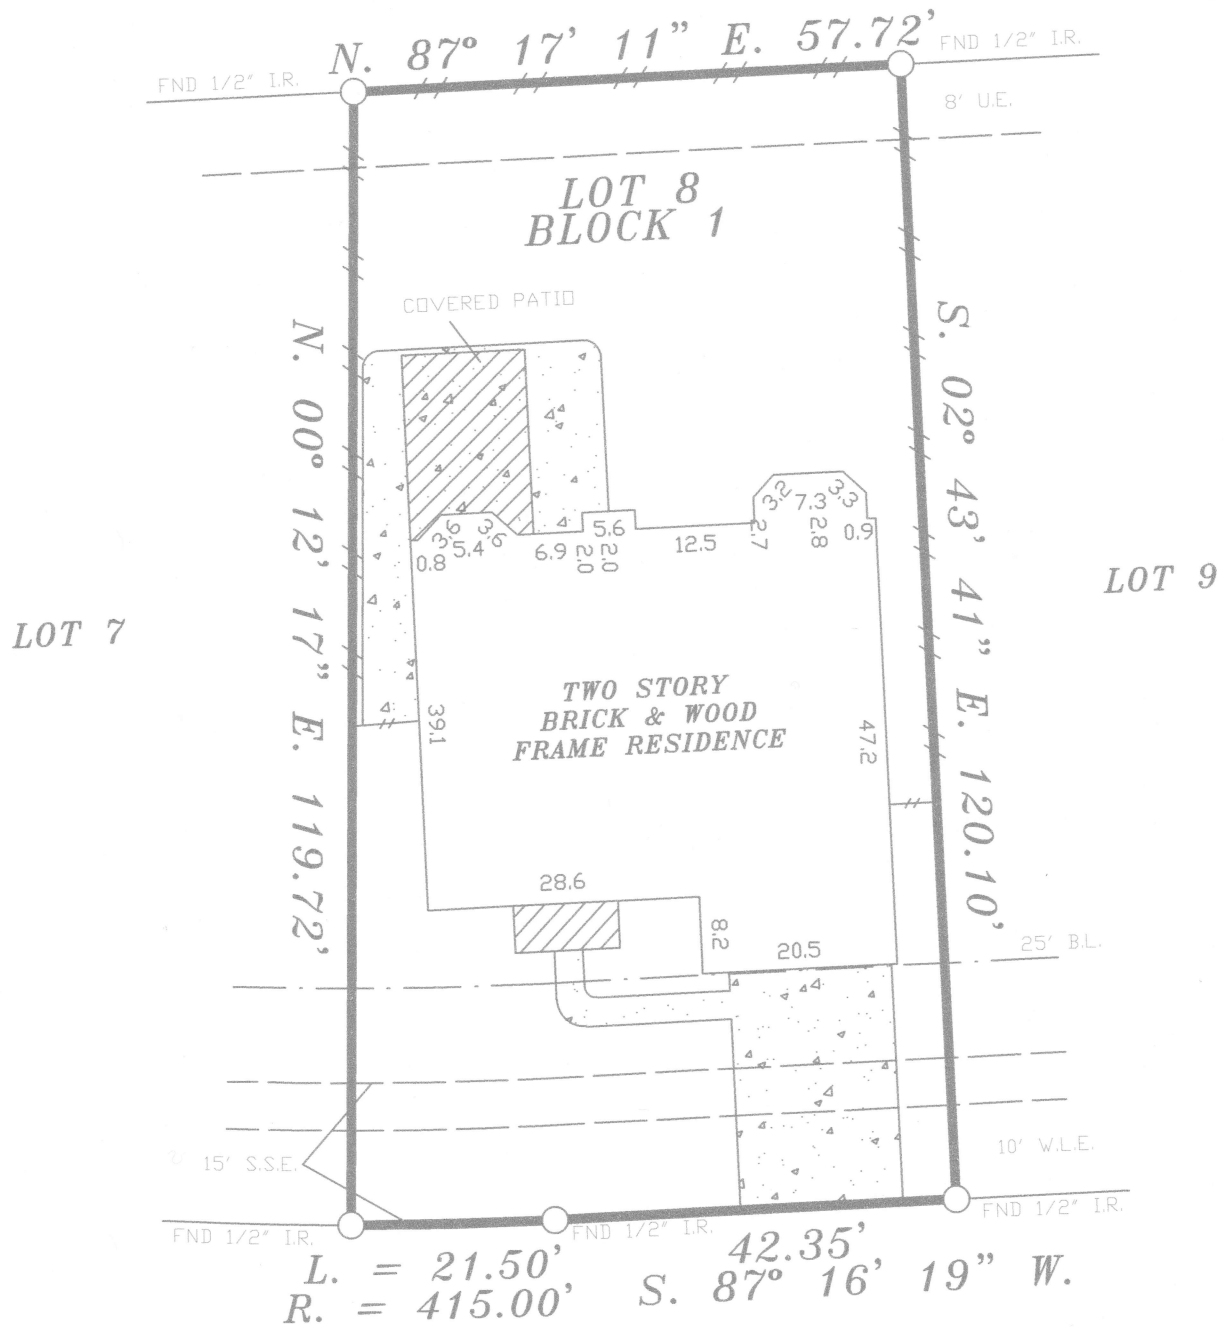 N. 87° 17' 11" E. 57.72'
FND 1/2" I.R.
FND 1/2" I.R.
8' U.E.
LOT 8
BLOCK 1
COVERED PATIO
N. 00° 12' 17" E. 119.72'
S. 02° 43' 41" E. 120.10'
3.2
7.3
3.3
3.6
5.4
3.6
0.8
6.9
2.0
5.6
2.0
12.5
2.7
2.8
0.9
LOT 7
LOT 9
TWO STORY
BRICK & WOOD
FRAME RESIDENCE
39.1
47.2
28.6
8.2
20.5
25' B.L.
15' S.S.E.
10' W.L.E.
FND 1/2" I.R.
FND 1/2" I.R.
FND 1/2" I.R.
L. = 21.50'
R. = 415.00'
42.35'
S. 87° 16' 19" W.